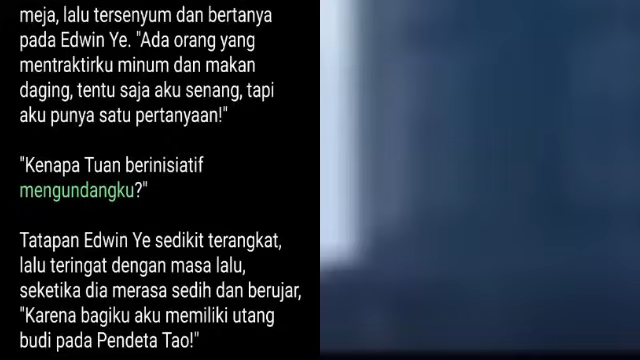 meja, lalu tersenyum dan bertanya
pada Edwin Ye. "Ada orang yang
mentraktirku minum dan makan
daging, tentu saja aku senang, tapi
aku punya satu pertanyaan!"
"Kenapa Tuan berinisiatif
mengundangku?"
Tatapan Edwin Ye sedikit terangkat,
lalu teringat dengan masa lalu,
seketika dia merasa sedih dan berujar,
"Karena bagiku aku memiliki utang
budi pada Pendeta Tao!"